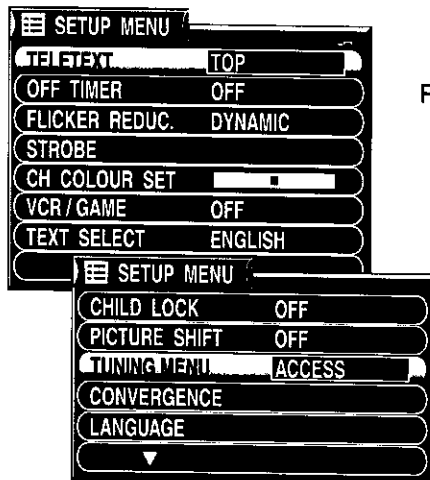 SETUP MENU
TELETEXT TOP
OFF TIMER OFF
FLICKER REDUC. DYNAMIC
STROBE
CH COLOUR SET
VCR / GAME OFF
TEXT SELECT ENGLISH
SETUP MENU
CHILD LOCK OFF
PICTURE SHIFT OFF
TUNING MENU ACCESS
CONVERGENCE
LANGUAGE